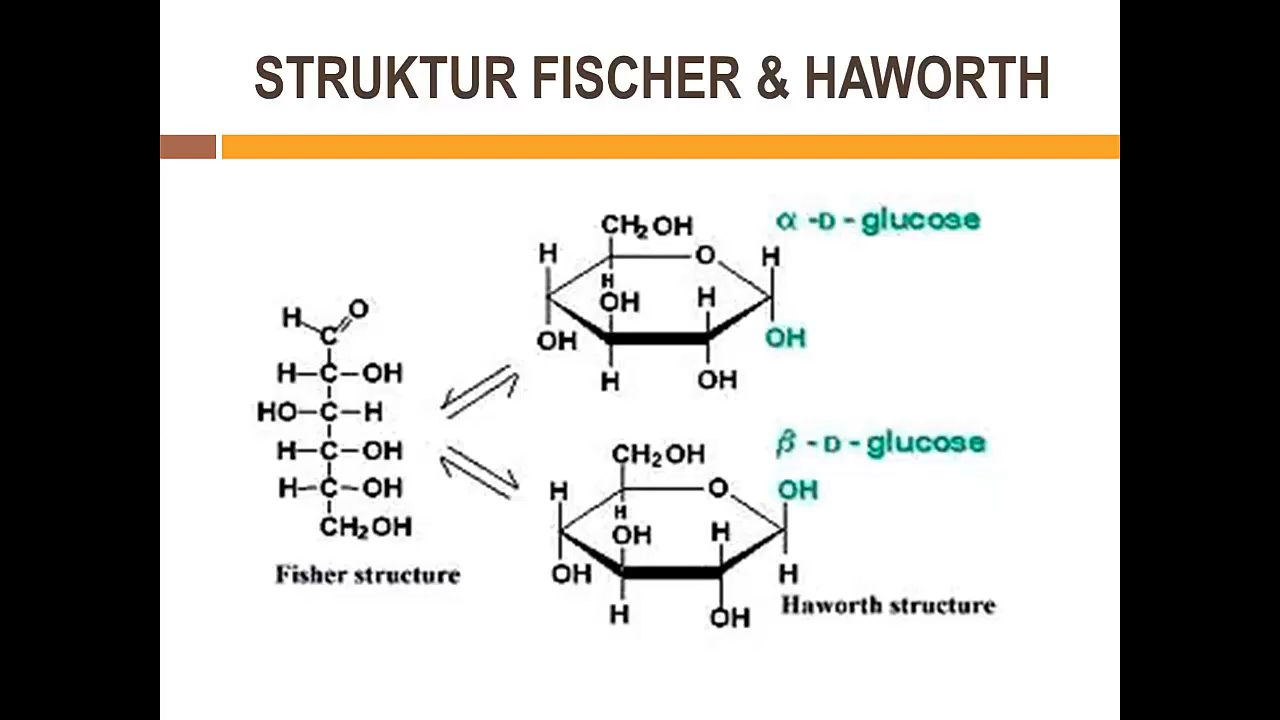 STRUKTUR FISCHER & HAWORTH
α -D - glucose
CH₂OH
H
O
H
H
OH
H
OH
OH
H
OH
H
O
C
H–C–OH
HO–C–H
H–C–OH
H–C–OH
CH₂OH
Fisher structure
β - D - glucose
CH₂OH
H
O
OH
H
OH
H
OH
H
H
OH
Haworth structure